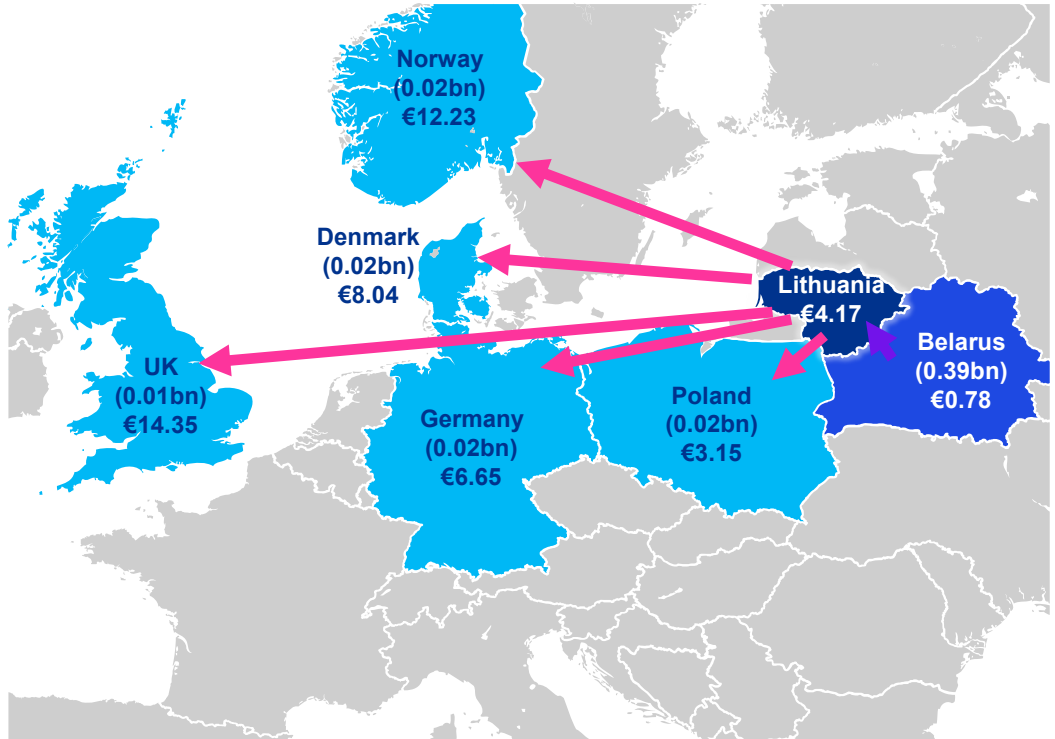 Norway
(0.02bn)
€12.23
Denmark
(0.02bn)
€8.04
Lithuania
€4.17
Belarus
(0.39bn)
€0.78
UK
(0.01bn)
€14.35
Germany
(0.02bn)
€6.65
Poland
(0.02bn)
€3.15